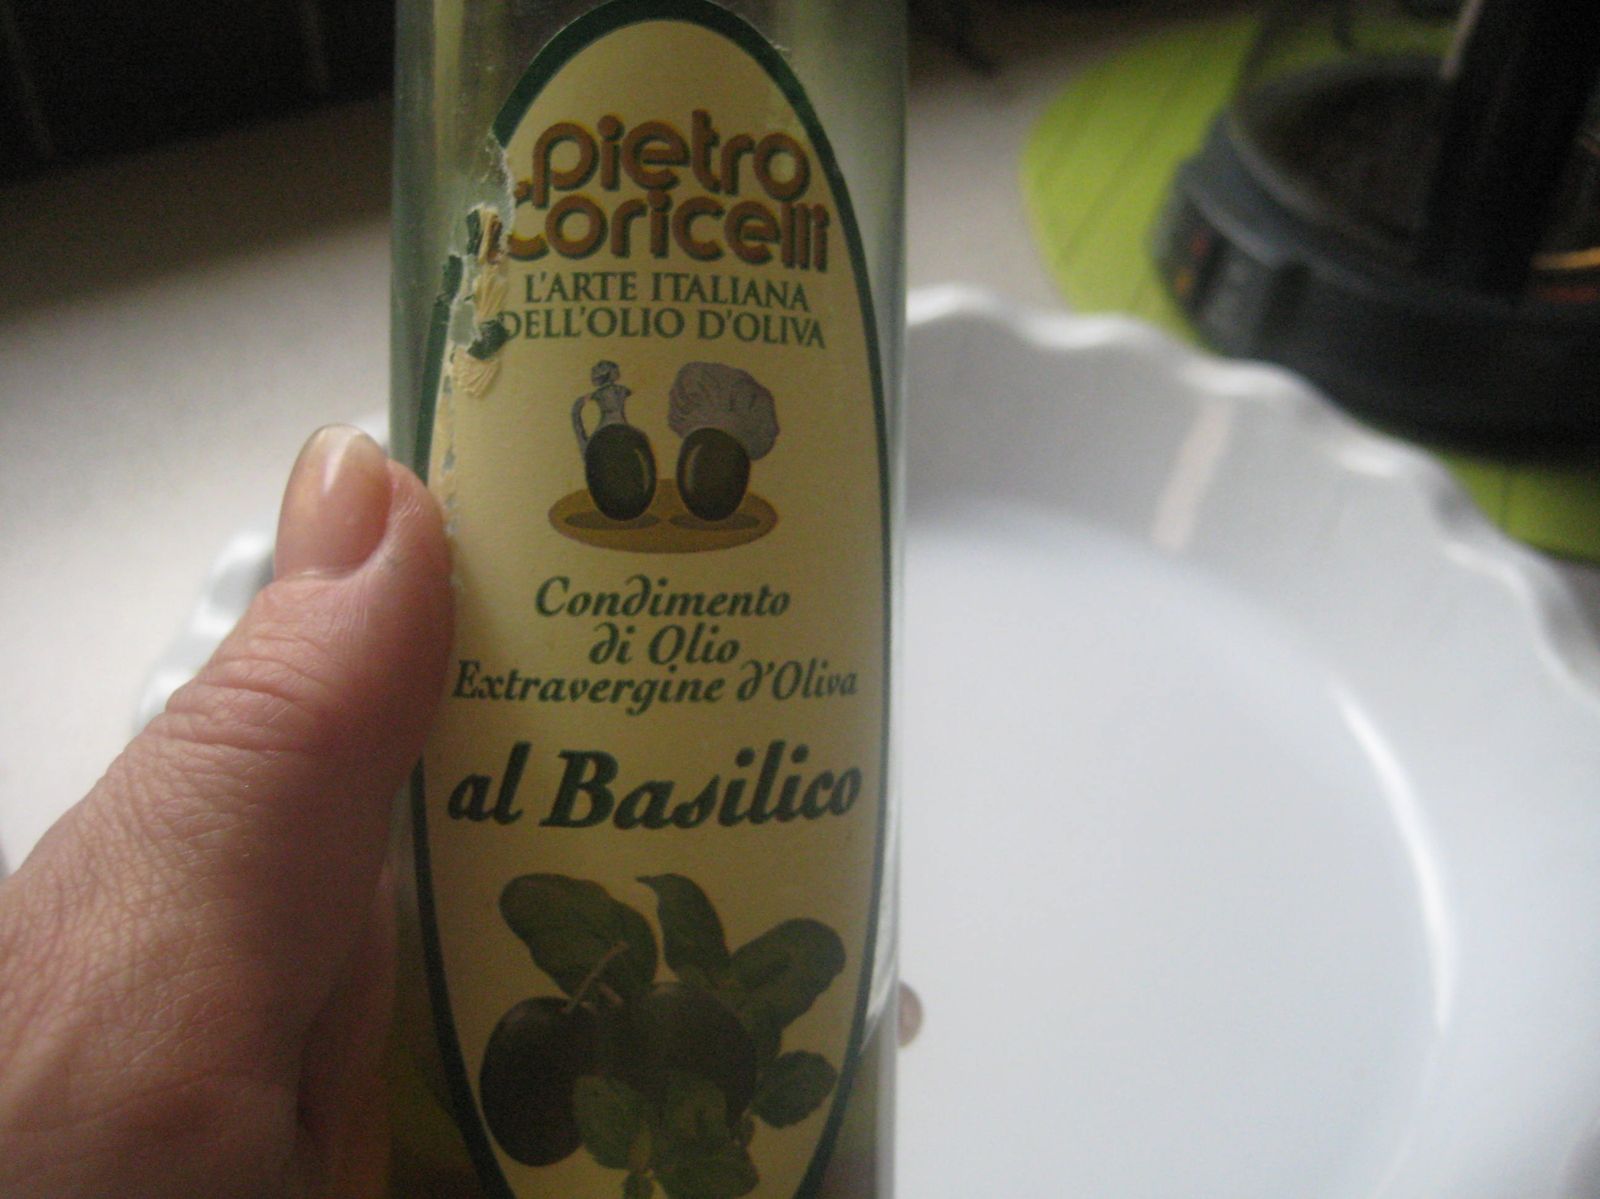 pietro
coricelli
L'ARTE ITALIANA
DELL'OLIO D'OLIVA
Condimento
di Olio
Extravergine d'Oliva
al Basilico